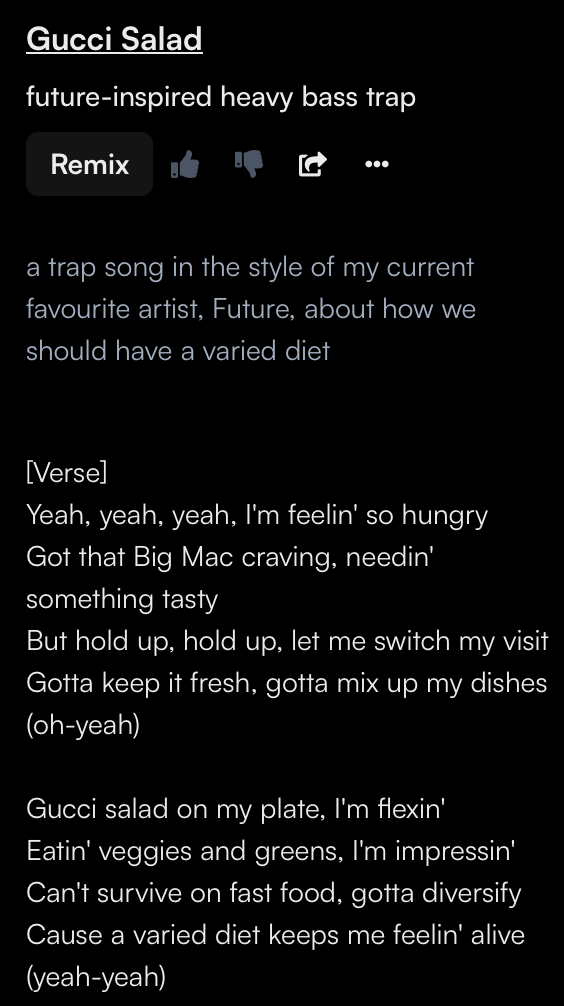 Gucci Salad
future-inspired heavy bass trap
Remix
a trap song in the style of my current
favourite artist, Future, about how we
should have a varied diet
[Verse]
Yeah, yeah, yeah, I'm feelin' so hungry
Got that Big Mac craving, needin'
something tasty
But hold up, hold up, let me switch my visit
Gotta keep it fresh, gotta mix up my dishes
(oh-yeah)
Gucci salad on my plate, I'm flexin'
Eatin' veggies and greens, I'm impressin'
Can't survive on fast food, gotta diversify
Cause a varied diet keeps me feelin' alive
(yeah-yeah)